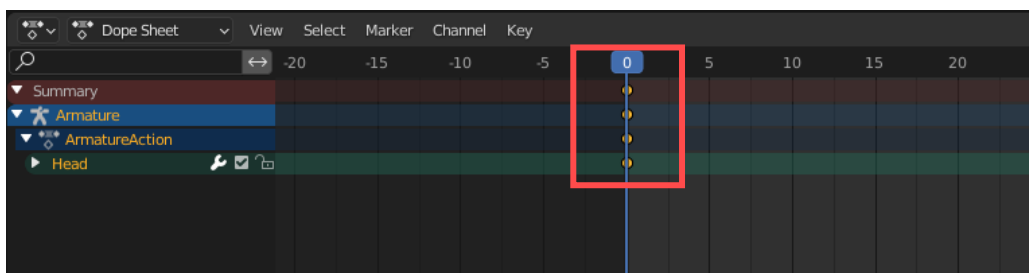 Dope Sheet View Select Marker Channel Key
-20 -15 -10 -5 0 5 10 15 20
Summary
Armature
ArmatureAction
Head